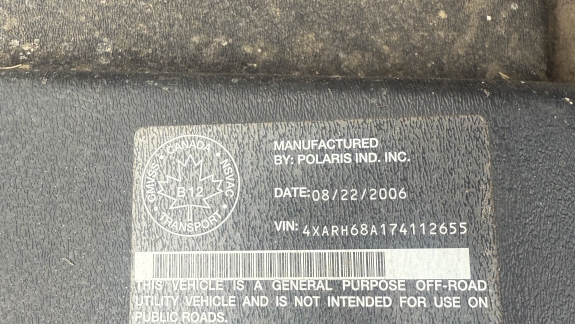 CMVSS • CANADA • NSVAC • TRANSPORT
B 12
MANUFACTURED
BY: POLARIS IND. INC.
DATE:08/22/2006
VIN: 4XARH68A174112655
THIS VEHICLE IS A GENERAL PURPOSE OFF-ROAD
UTILITY VEHICLE AND IS NOT INTENDED FOR USE ON
PUBLIC ROADS.